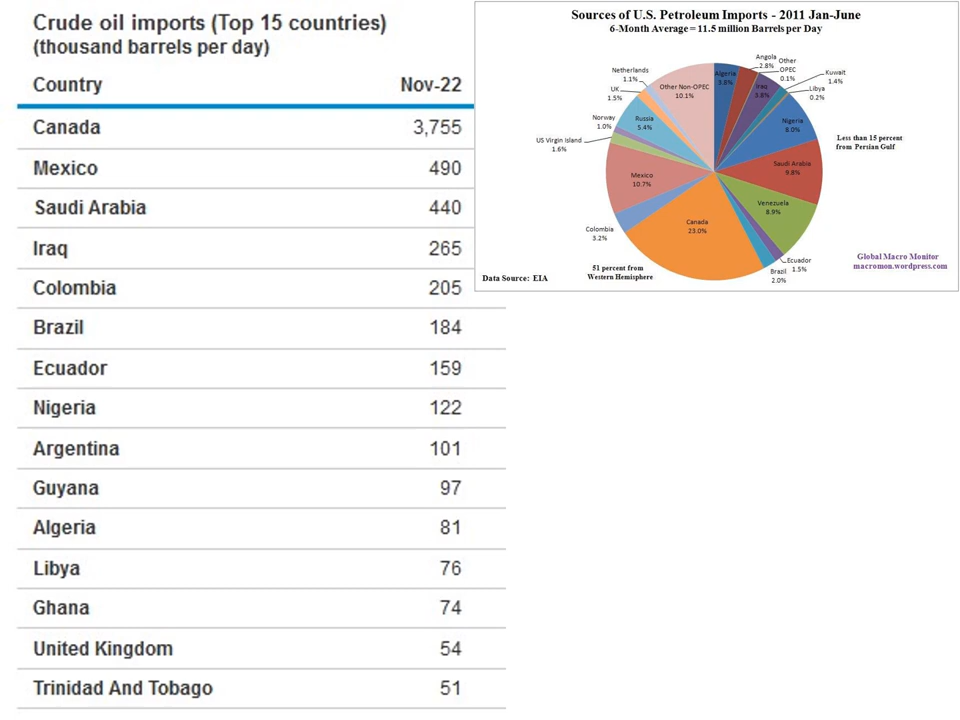 Crude oil imports (Top 15 countries)
(thousand barrels per day)
Country Nov-22
Canada 3,755
Mexico 490
Saudi Arabia 440
Iraq 265
Colombia 205
Brazil 184
Ecuador 159
Nigeria 122
Argentina 101
Guyana 97
Algeria 81
Libya 76
Ghana 74
United Kingdom 54
Trinidad And Tobago 51
Sources of U.S. Petroleum Imports - 2011 Jan-June
6-Month Average = 11.5 million Barrels per Day
Algeria
3.8%
Angola
2.8%
Other
OPEC
0.1%
Iraq
3.8%
Kuwait
1.4%
Libya
0.2%
Nigeria
8.0%
Saudi Arabia
9.8%
Venezuela
8.9%
Ecuador
1.5%
Brazil
2.0%
Canada
23.0%
Colombia
3.2%
Mexico
10.7%
US Virgin Island
1.6%
Norway
1.0%
Russia
5.4%
UK
1.5%
Netherlands
1.1%
Other Non-OPEC
10.1%
Less than 15 percent
from Persian Gulf
51 percent from
Western Hemisphere
Data Source: EIA
Global Macro Monitor
macromon.wordpress.com